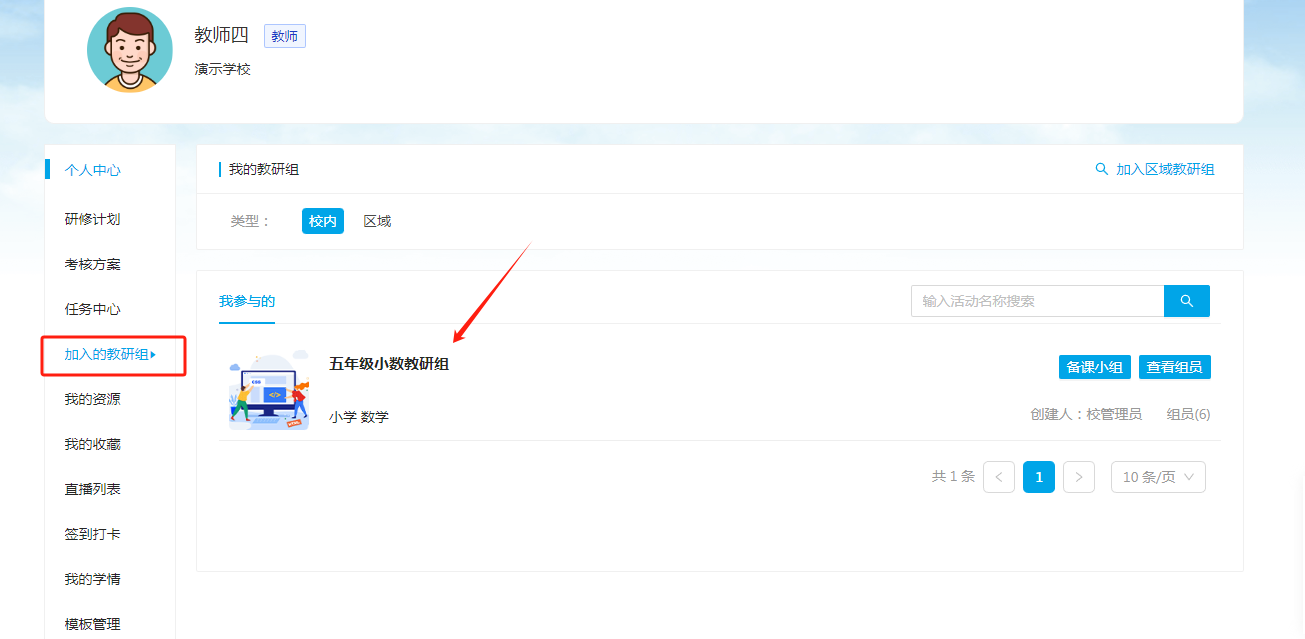 教师四 教师
演示学校
个人中心
研修计划
考核方案
任务中心
加入的教研组
我的资源
我的收藏
直播列表
签到打卡
我的学情
模板管理
我的教研组
加入区域教研组
类型： 校内 区域
我参与的
输入活动名称搜索
五年级小数教研组
备课小组 查看组员
小学 数学
创建人：校管理员 组员(6)
共 1 条 < 1 > 10 条/页